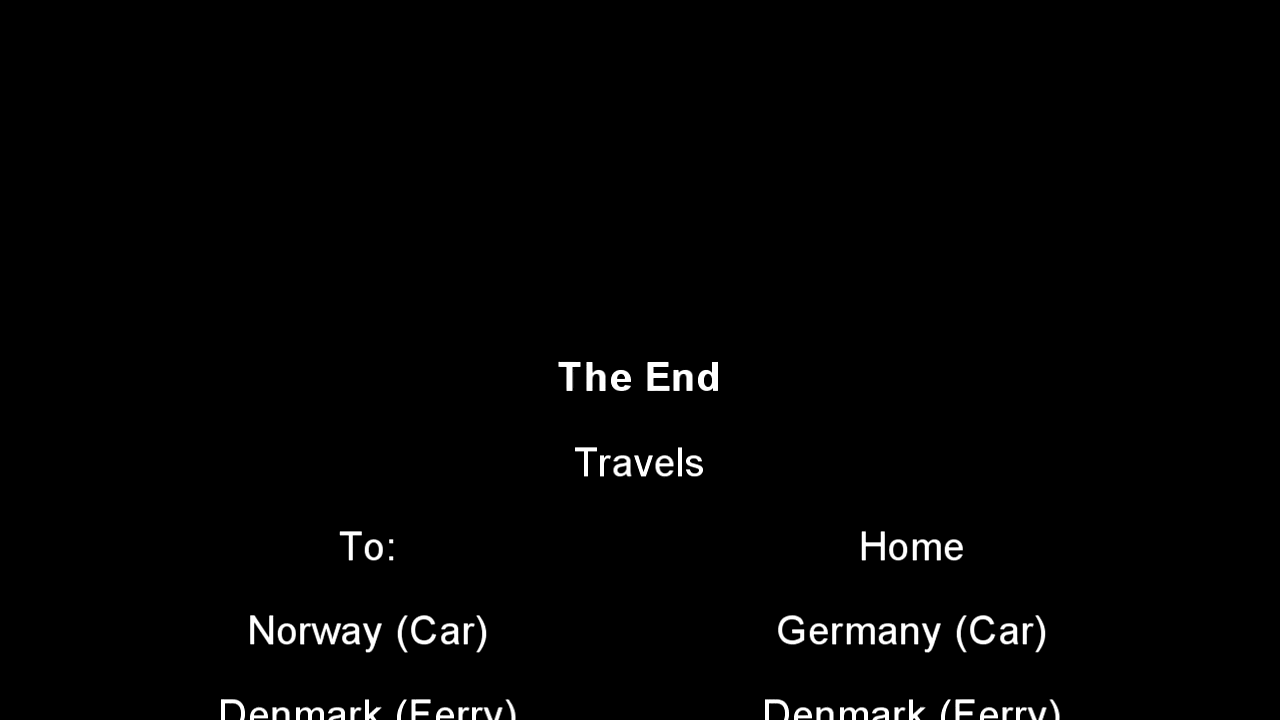 The End
Travels
To: Home
Norway (Car) Germany (Car)
Denmark (Ferry) Denmark (Ferry)